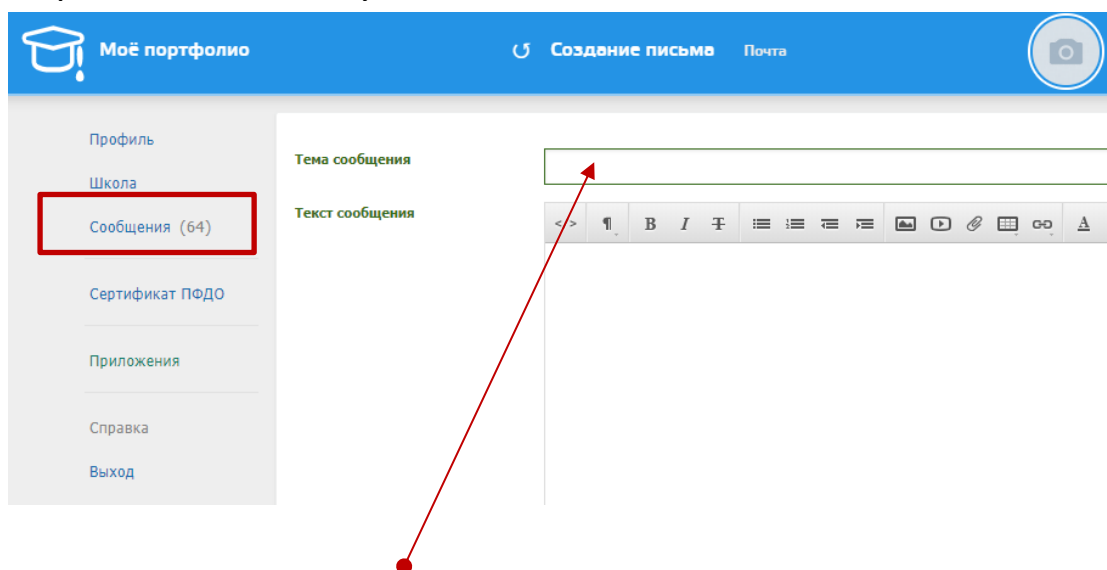 Моё портфолио
Создание письма Почта
Профиль
Школа
Сообщения (64)
Сертификат ПФДО
Приложения
Справка
Выход
Тема сообщения
Текст сообщения
</> ¶ B I T A